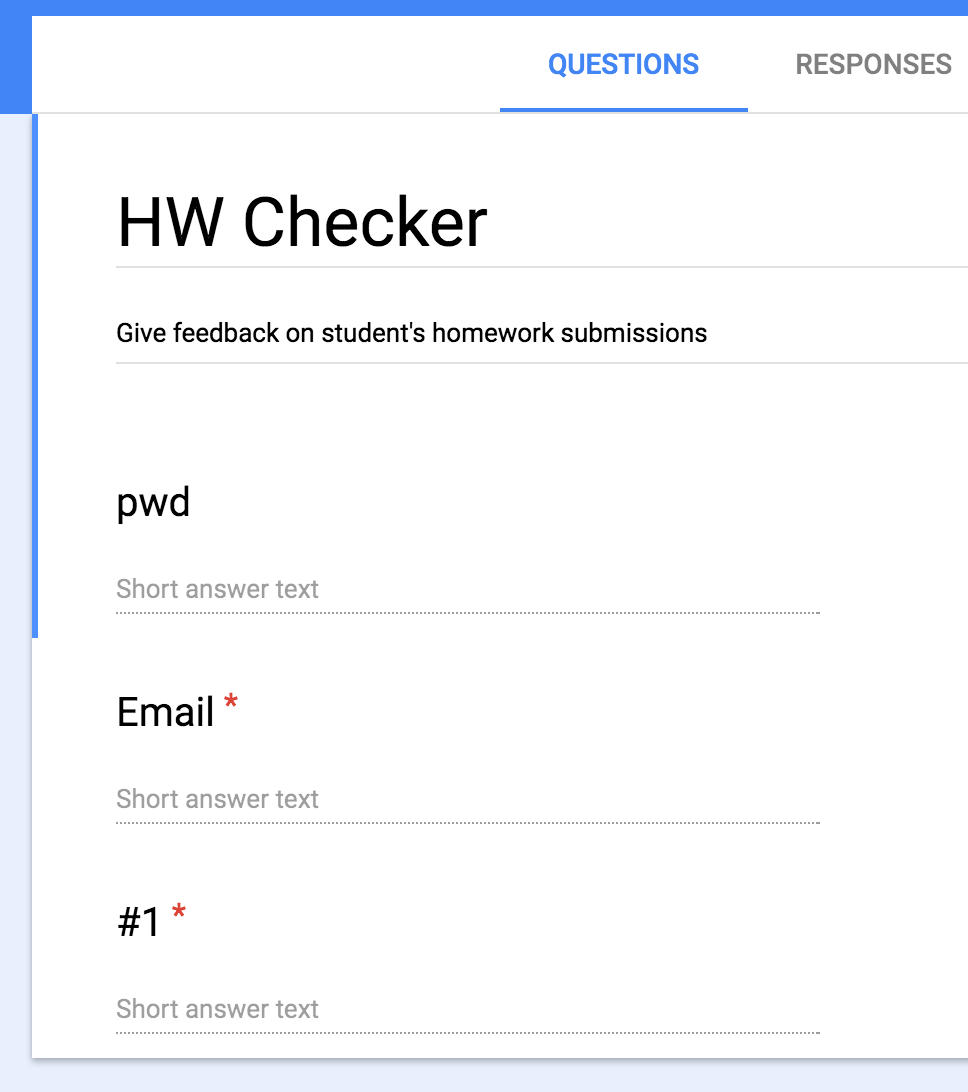 QUESTIONS RESPONSES
HW Checker
Give feedback on student's homework submissions
pwd
Short answer text
Email *
Short answer text
#1 *
Short answer text